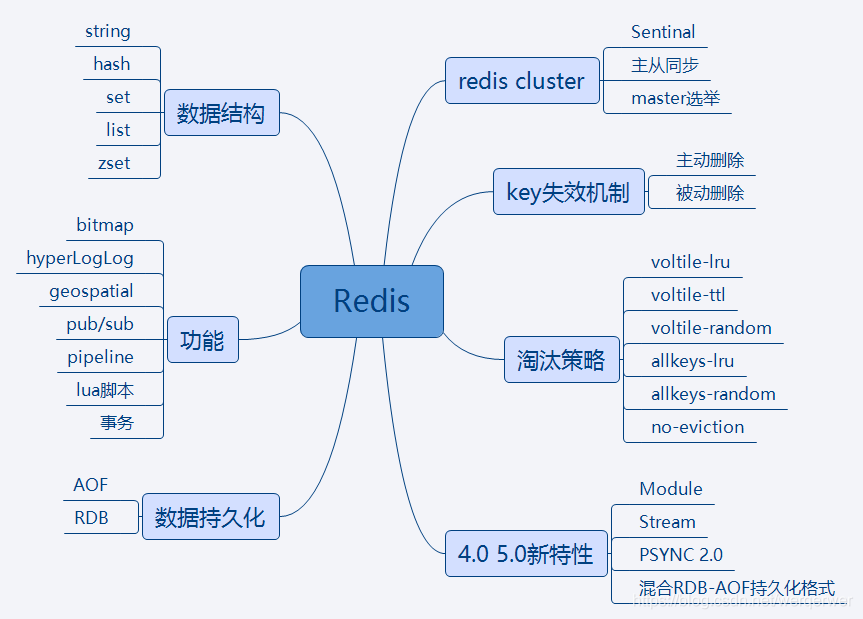 Redis
数据结构
string
hash
set
list
zset
功能
bitmap
hyperLogLog
geospatial
pub/sub
pipeline
lua脚本
事务
数据持久化
AOF
RDB
redis cluster
Sentinal
主从同步
master选举
key失效机制
主动删除
被动删除
淘汰策略
voltile-lru
voltile-ttl
voltile-random
allkeys-lru
allkeys-random
no-eviction
4.0 5.0新特性
Module
Stream
PSYNC 2.0
混合RDB-AOF持久化格式